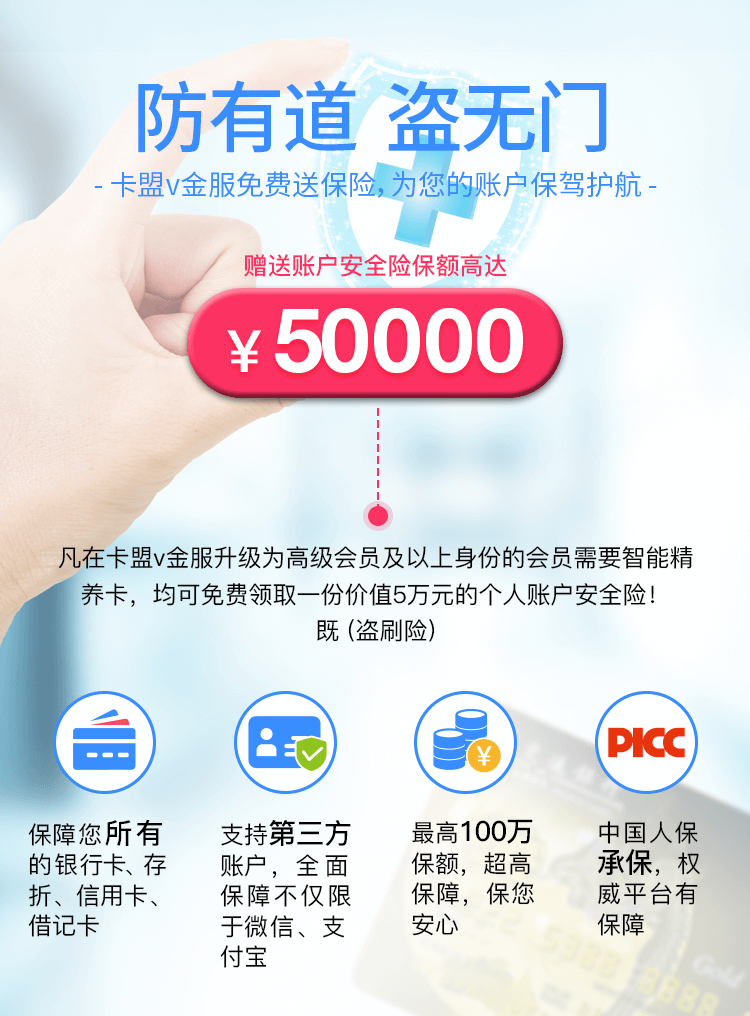 防有道 盗无门
- 卡盟v金服免费送保险，为您的账户保驾护航 -
赠送账户安全险保额高达
￥50000
凡在卡盟v金服升级为高级会员及以上身份的会员需要智能精
养卡，均可免费领取一份价值5万元的个人账户安全险！
既（盗刷险）
保障您所有
的银行卡、存
折、信用卡、
借记卡
支持第三方
账户，全面
保障不仅限
于微信、支
付宝
¥
最高100万
保额，超高
保障，保您
安心
PICC
中国人保
承保，权
威平台有
保障
Gold